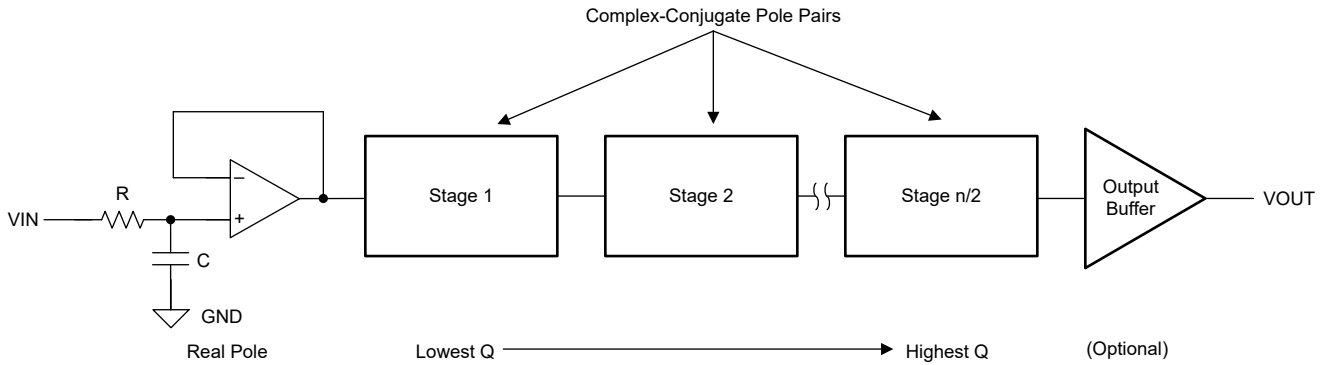 Complex-Conjugate Pole Pairs
R
VIN
−
+
C
GND
Real Pole
Stage 1
Stage 2
Stage n/2
Output
Buffer
VOUT
Lowest Q
Highest Q
(Optional)